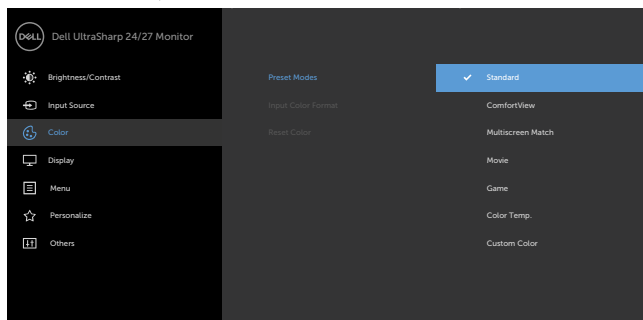 DELL
Dell UltraSharp 24/27 Monitor
Brightness/Contrast
Input Source
Color
Display
Menu
Personalize
Others
Preset Modes
Input Color Format
Reset Color
Standard
ComfortView
Multiscreen Match
Movie
Game
Color Temp.
Custom Color